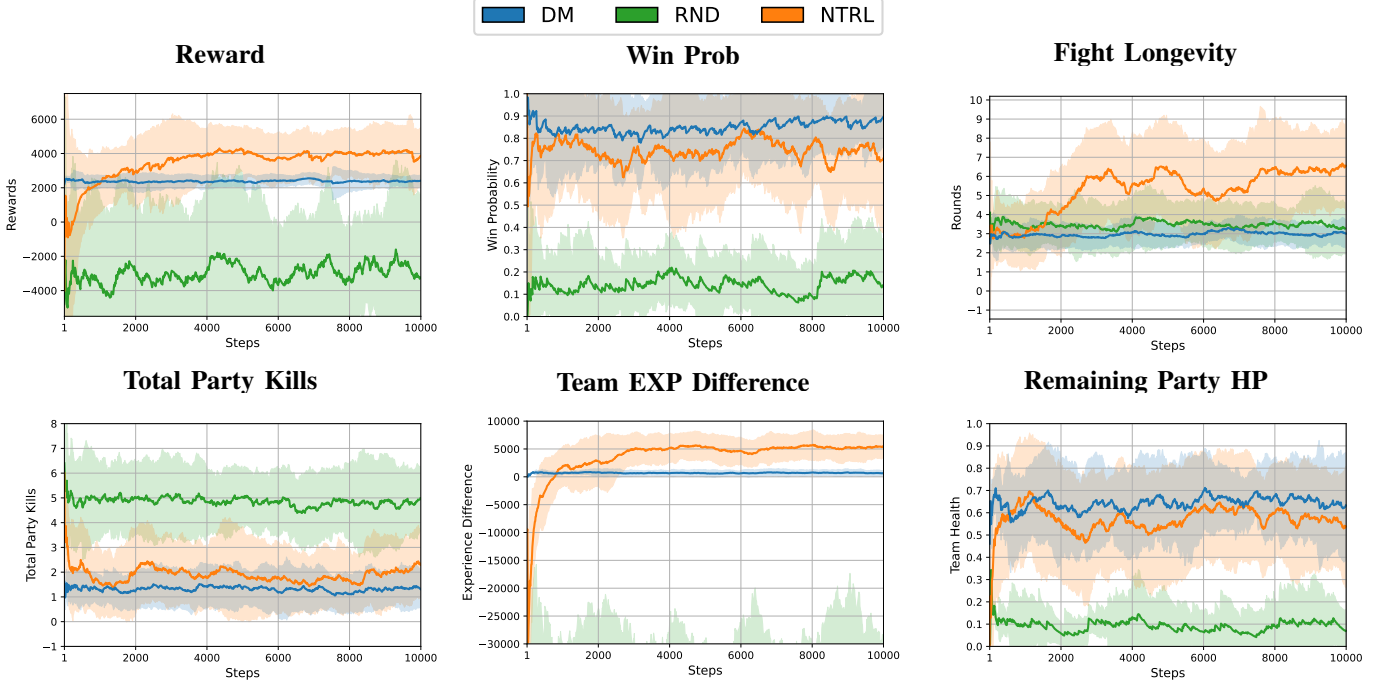 DM RND NTRL
Reward
Win Prob
Fight Longevity
Rewards
6000
4000
2000
0
−2000
−4000
1 2000 4000 6000 8000 10000
Steps
Win Probability
1.0
0.9
0.8
0.7
0.6
0.5
0.4
0.3
0.2
0.1
0.0
1 2000 4000 6000 8000 10000
Steps
Rounds
10
9
8
7
6
5
4
3
2
1
0
−1
1 2000 4000 6000 8000 10000
Steps
Total Party Kills
Team EXP Difference
Remaining Party HP
Total Party Kills
8
7
6
5
4
3
2
1
0
−1
1 2000 4000 6000 8000 10000
Steps
Experience Difference
10000
5000
0
−5000
−10000
−15000
−20000
−25000
−30000
1 2000 4000 6000 8000 10000
Steps
Team Health
1.0
0.9
0.8
0.7
0.6
0.5
0.4
0.3
0.2
0.1
0.0
1 2000 4000 6000 8000 10000
Steps